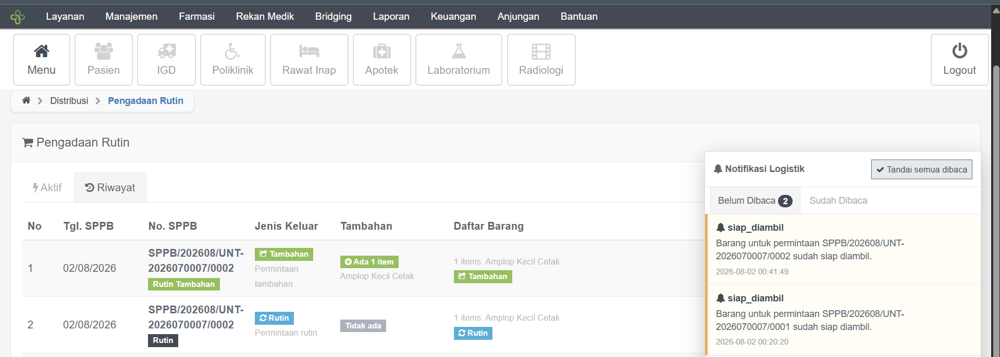 Layanan Manajemen Farmasi Rekan Medik Bridging Laporan Keuangan Anjungan Bantuan
Menu Pasien IGD Poliklinik Rawat Inap Apotek Laboratorium Radiologi Logout
Distribusi Pengadaan Rutin
Pengadaan Rutin
Aktif Riwayat
No Tgl. SPPB No. SPPB Jenis Keluar Tambahan Daftar Barang
1 02/08/2026
SPPB/202608/UNT-
2026070007/0002
Rutin Tambahan
Tambahan
Permintaan
tambahan
Ada 1 item
Amplop Kecil Cetak
1 items: Amplop Kecil Cetak
Tambahan
2 02/08/2026
SPPB/202608/UNT-
2026070007/0002
Rutin
Rutin
Permintaan rutin
Tidak ada
1 items: Amplop Kecil Cetak
Rutin
Notifikasi Logistik
Tandai semua dibaca
Belum Dibaca 2 Sudah Dibaca
siap_diambil
Barang untuk permintaan SPPB/202608/UNT-
2026070007/0002 sudah siap diambil.
2026-08-02 00:41:49
siap_diambil
Barang untuk permintaan SPPB/202608/UNT-
2026070007/0001 sudah siap diambil.
2026-08-02 00:20:20